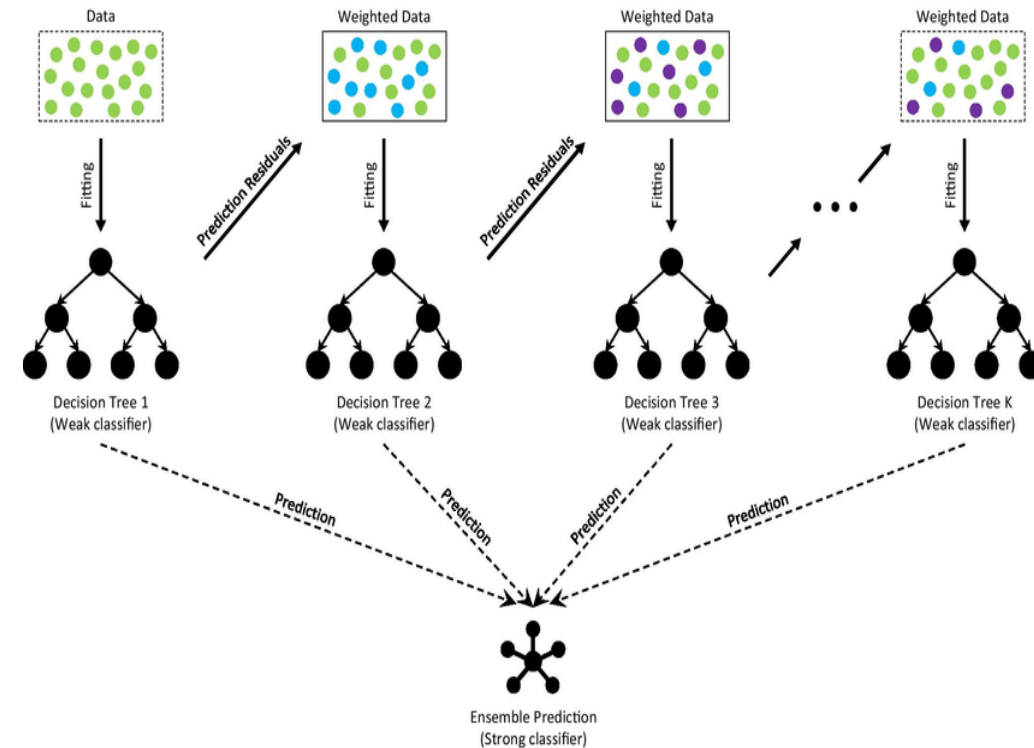 Data
Weighted Data
Weighted Data
Weighted Data
Fitting
Prediction Residuals
Fitting
Prediction Residuals
Fitting
Fitting
Decision Tree 1
(Weak classifier)
Decision Tree 2
(Weak classifier)
Decision Tree 3
(Weak classifier)
Decision Tree K
(Weak classifier)
Prediction
Prediction
Prediction
Prediction
Ensemble Prediction
(Strong classifier)